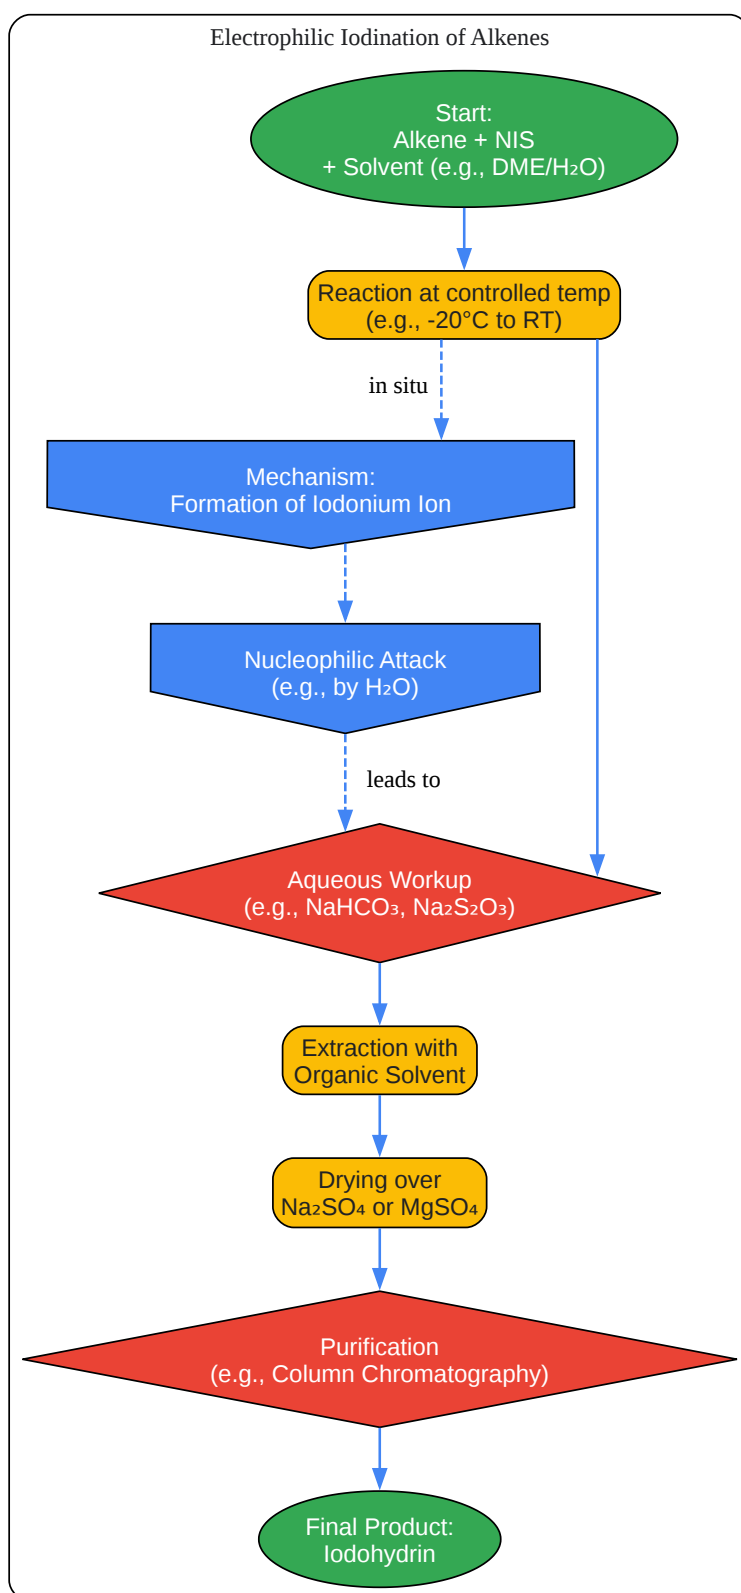 Electrophilic Iodination of Alkenes
Start:
Alkene + NIS
+ Solvent (e.g., DME/H₂O)
Reaction at controlled temp
(e.g., -20°C to RT)
in situ
Mechanism:
Formation of Iodonium Ion
Nucleophilic Attack
(e.g., by H₂O)
leads to
Aqueous Workup
(e.g., NaHCO₃, Na₂S₂O₃)
Extraction with
Organic Solvent
Drying over
Na₂SO₄ or MgSO₄
Purification
(e.g., Column Chromatography)
Final Product:
Iodohydrin